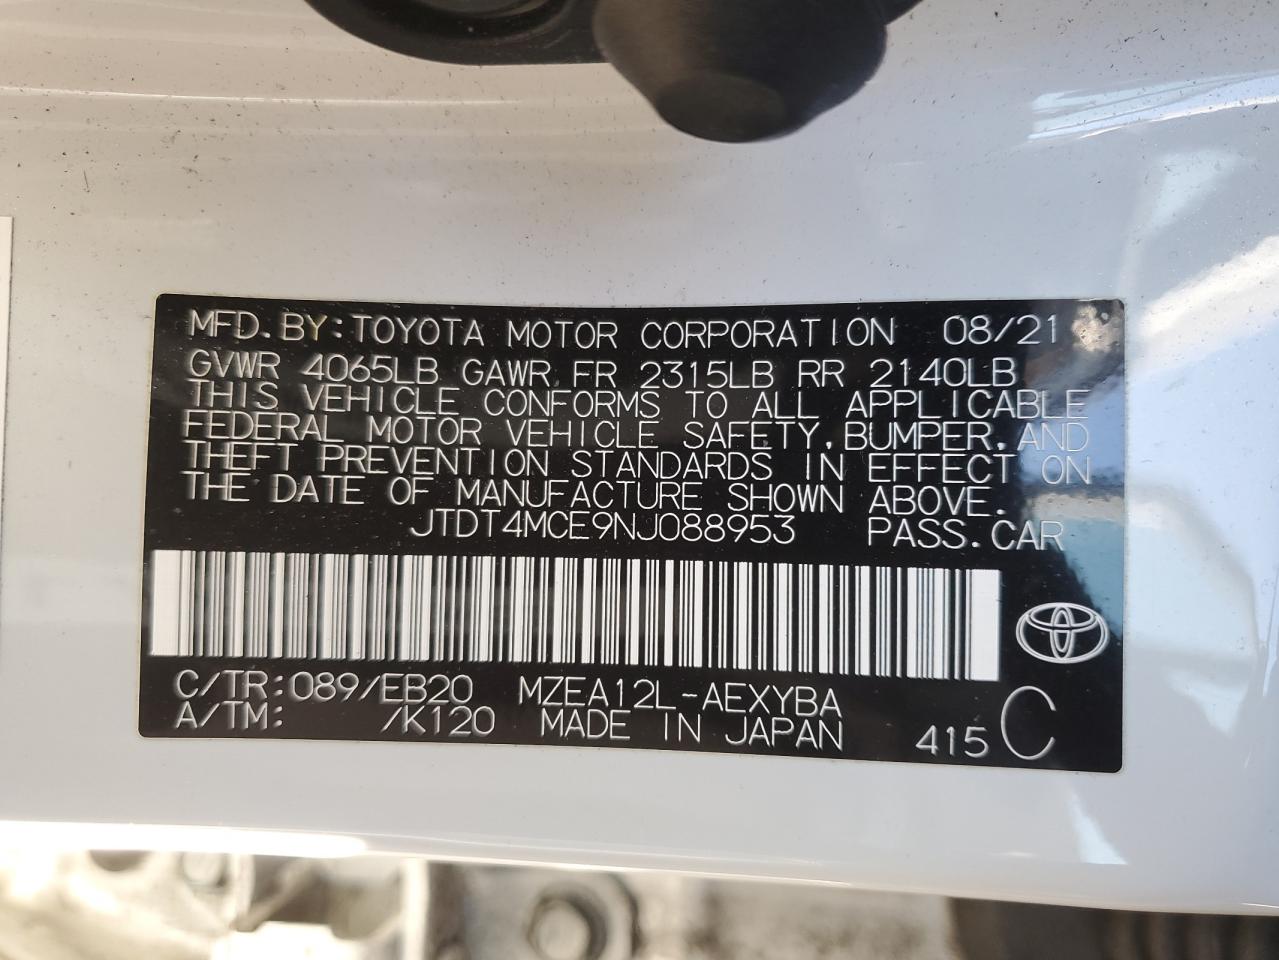 MFD.BY:TOYOTA MOTOR CORPORATION 08/21
GVWR 4065LB GAWR FR 2315LB RR 2140LB
THIS VEHICLE CONFORMS TO ALL APPLICABLE
FEDERAL MOTOR VEHICLE SAFETY, BUMPER, AND
THEFT PREVENTION STANDARDS IN EFFECT ON
THE DATE OF MANUFACTURE SHOWN ABOVE.
JTDT4MCE9NJ088953 PASS.CAR
C/TR:089/EB20 MZEA12L-AEXYBA
A/TM: /K120 MADE IN JAPAN 415 C